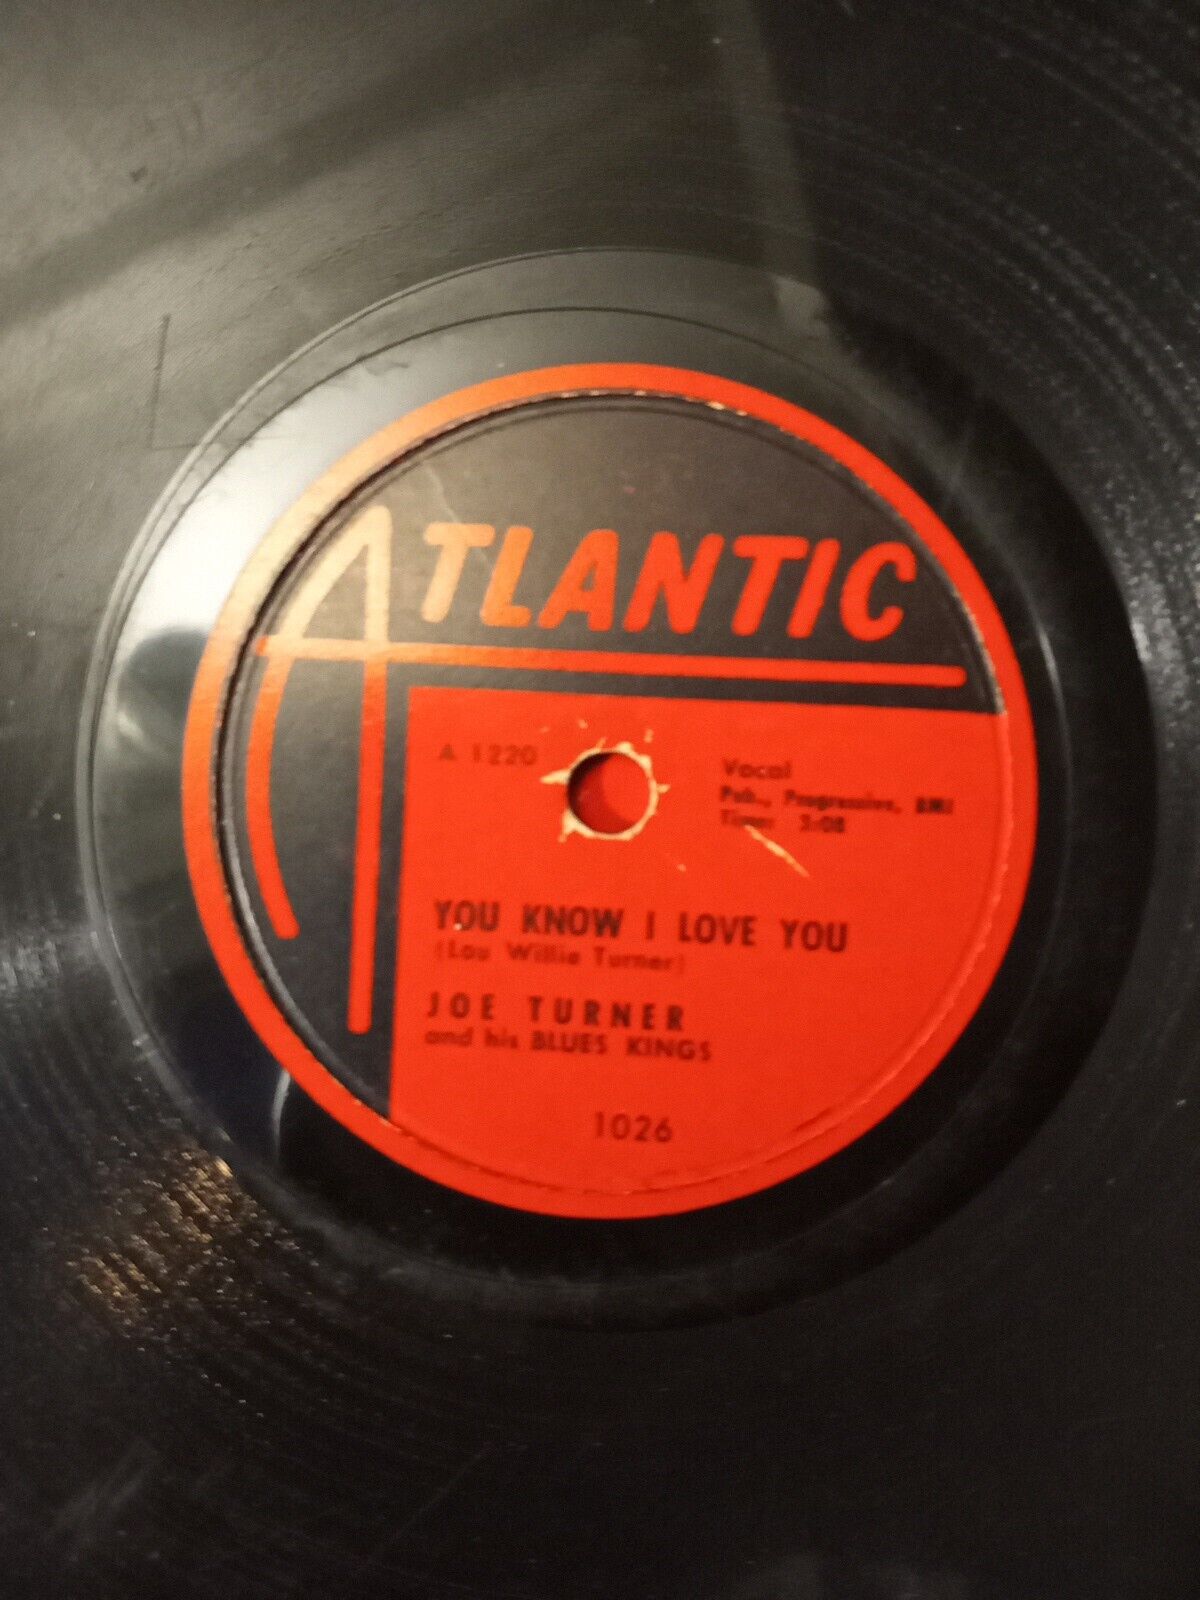 ATLANTIC
A 1220
Vocal
Pub., Progressive, BMI
Time: 3:08
YOU KNOW I LOVE YOU
(Lou Willie Turner)
JOE TURNER
and his BLUES KINGS
1026